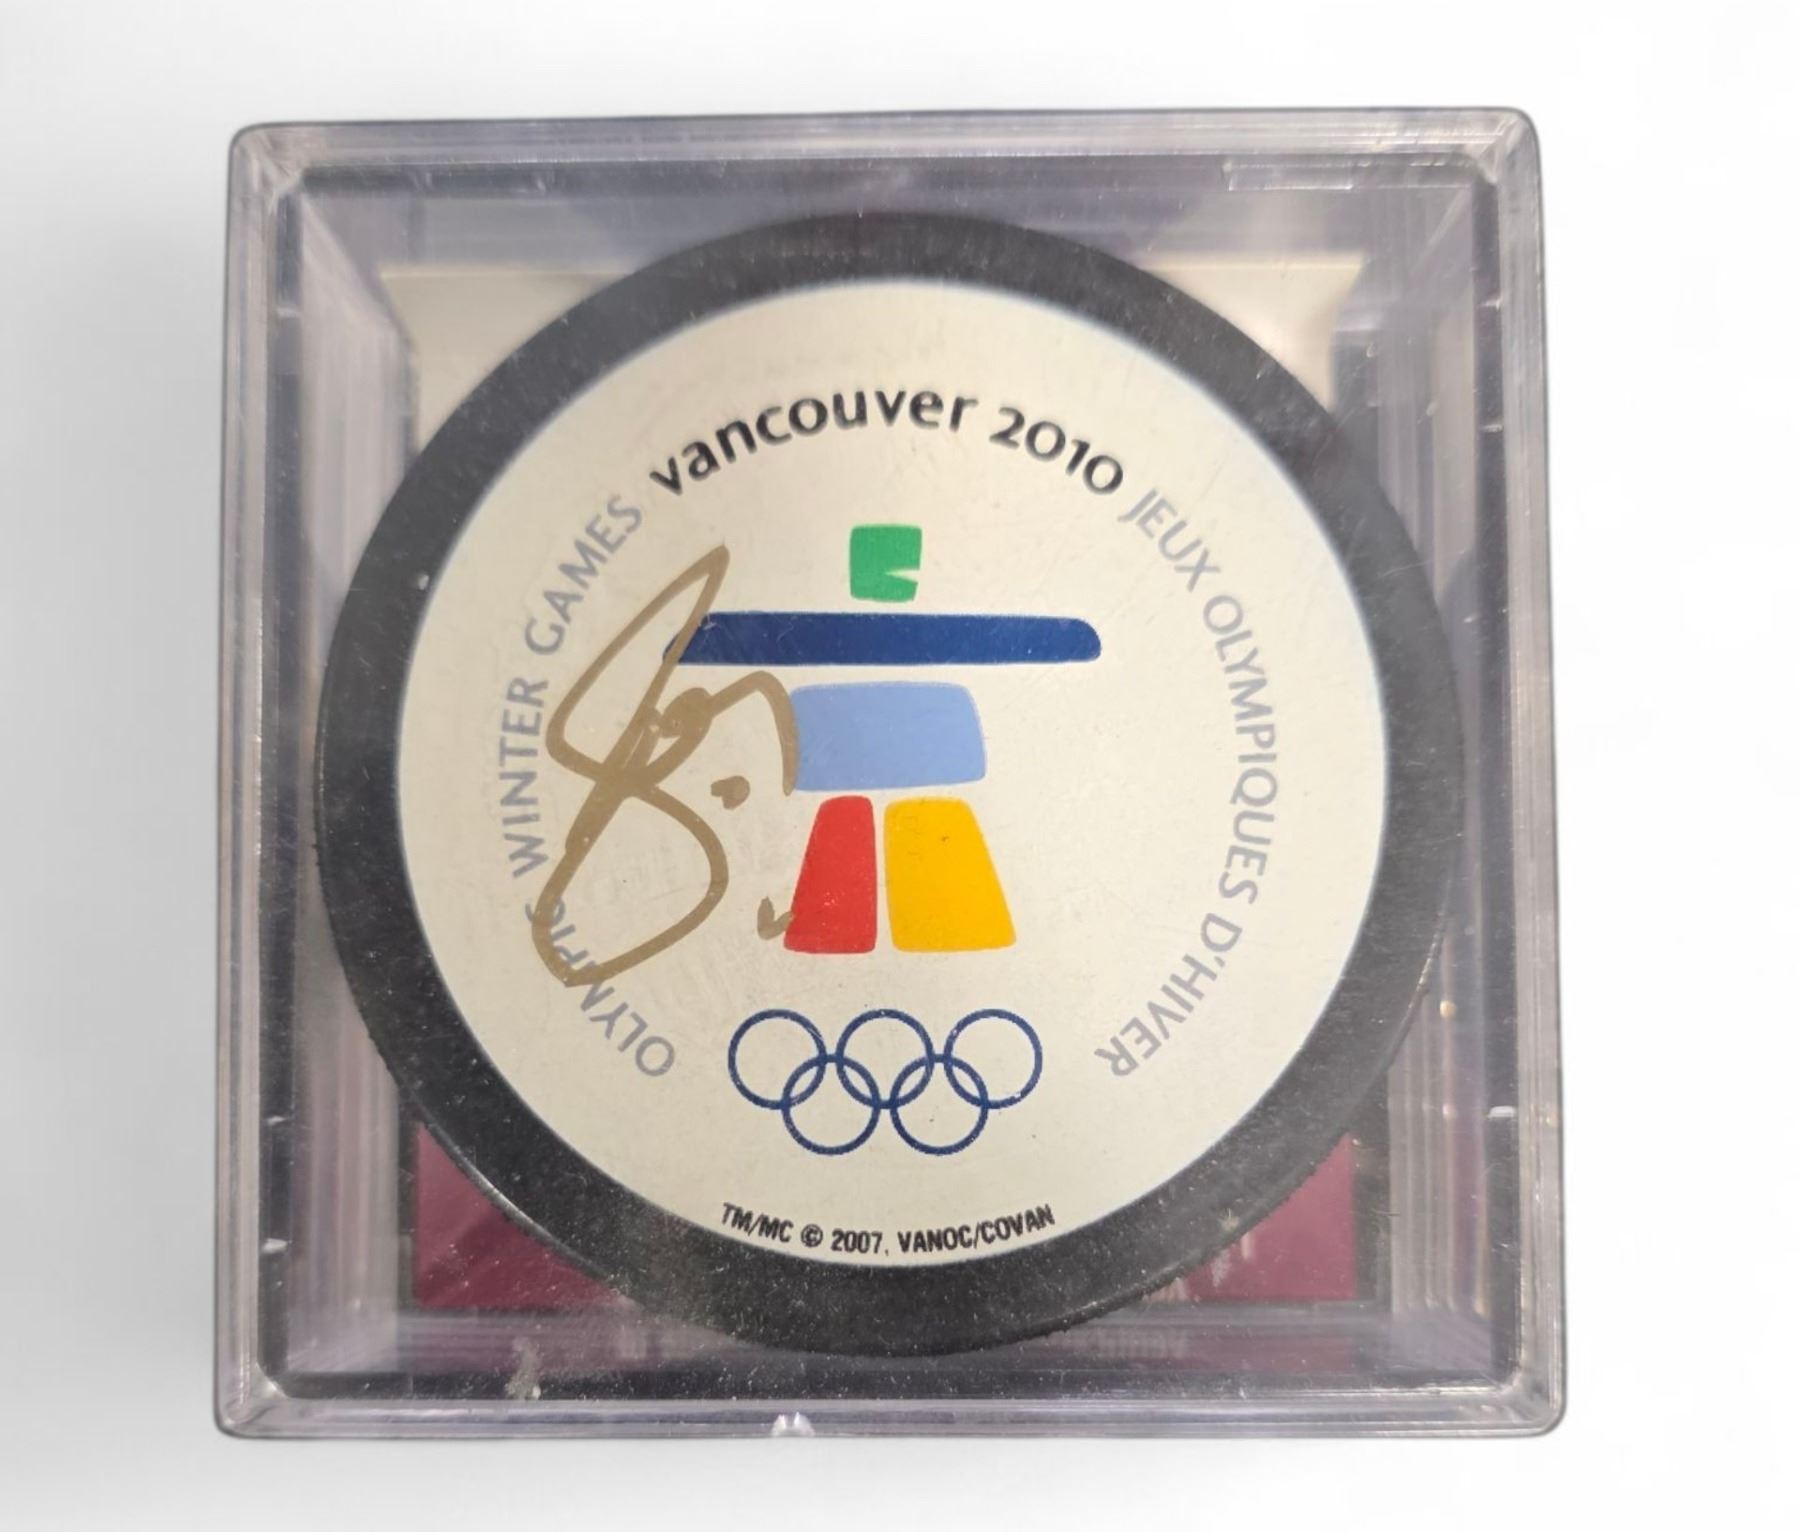 vancouver 2010
OLYMPIC WINTER GAMES
JEUX OLYMPIQUES D'HIVER
TM/MC © 2007, VANOC/COVAN